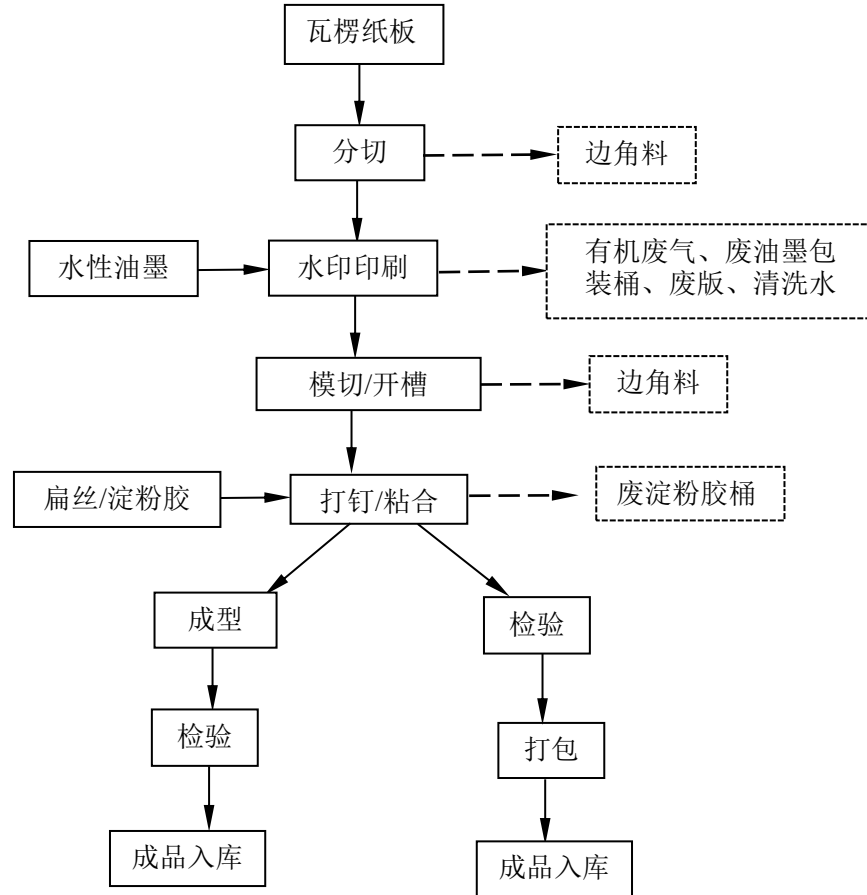 瓦楞纸板
分切
边角料
水性油墨
水印印刷
有机废气、废油墨包
装桶、废版、清洗水
模切/开槽
边角料
扁丝/淀粉胶
打钉/粘合
废淀粉胶桶
成型
检验
检验
打包
成品入库
成品入库